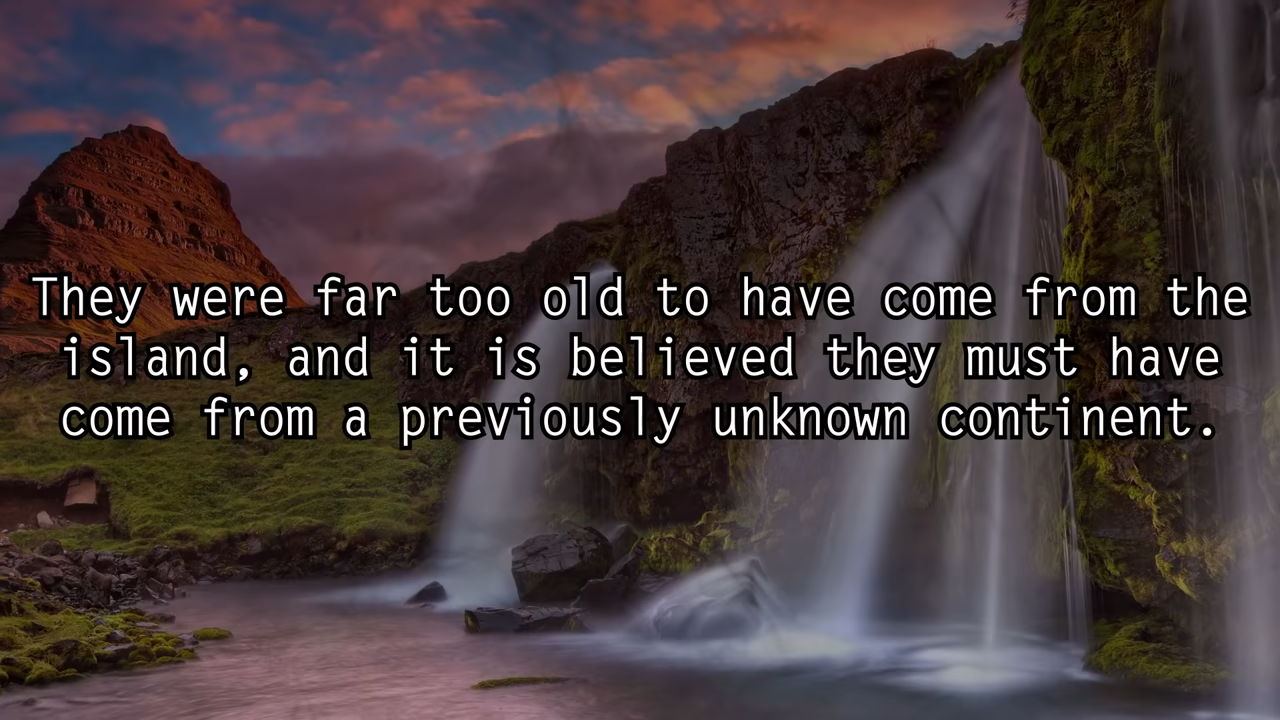 They were far too old to have come from the
island, and it is believed they must have
come from a previously unknown continent.